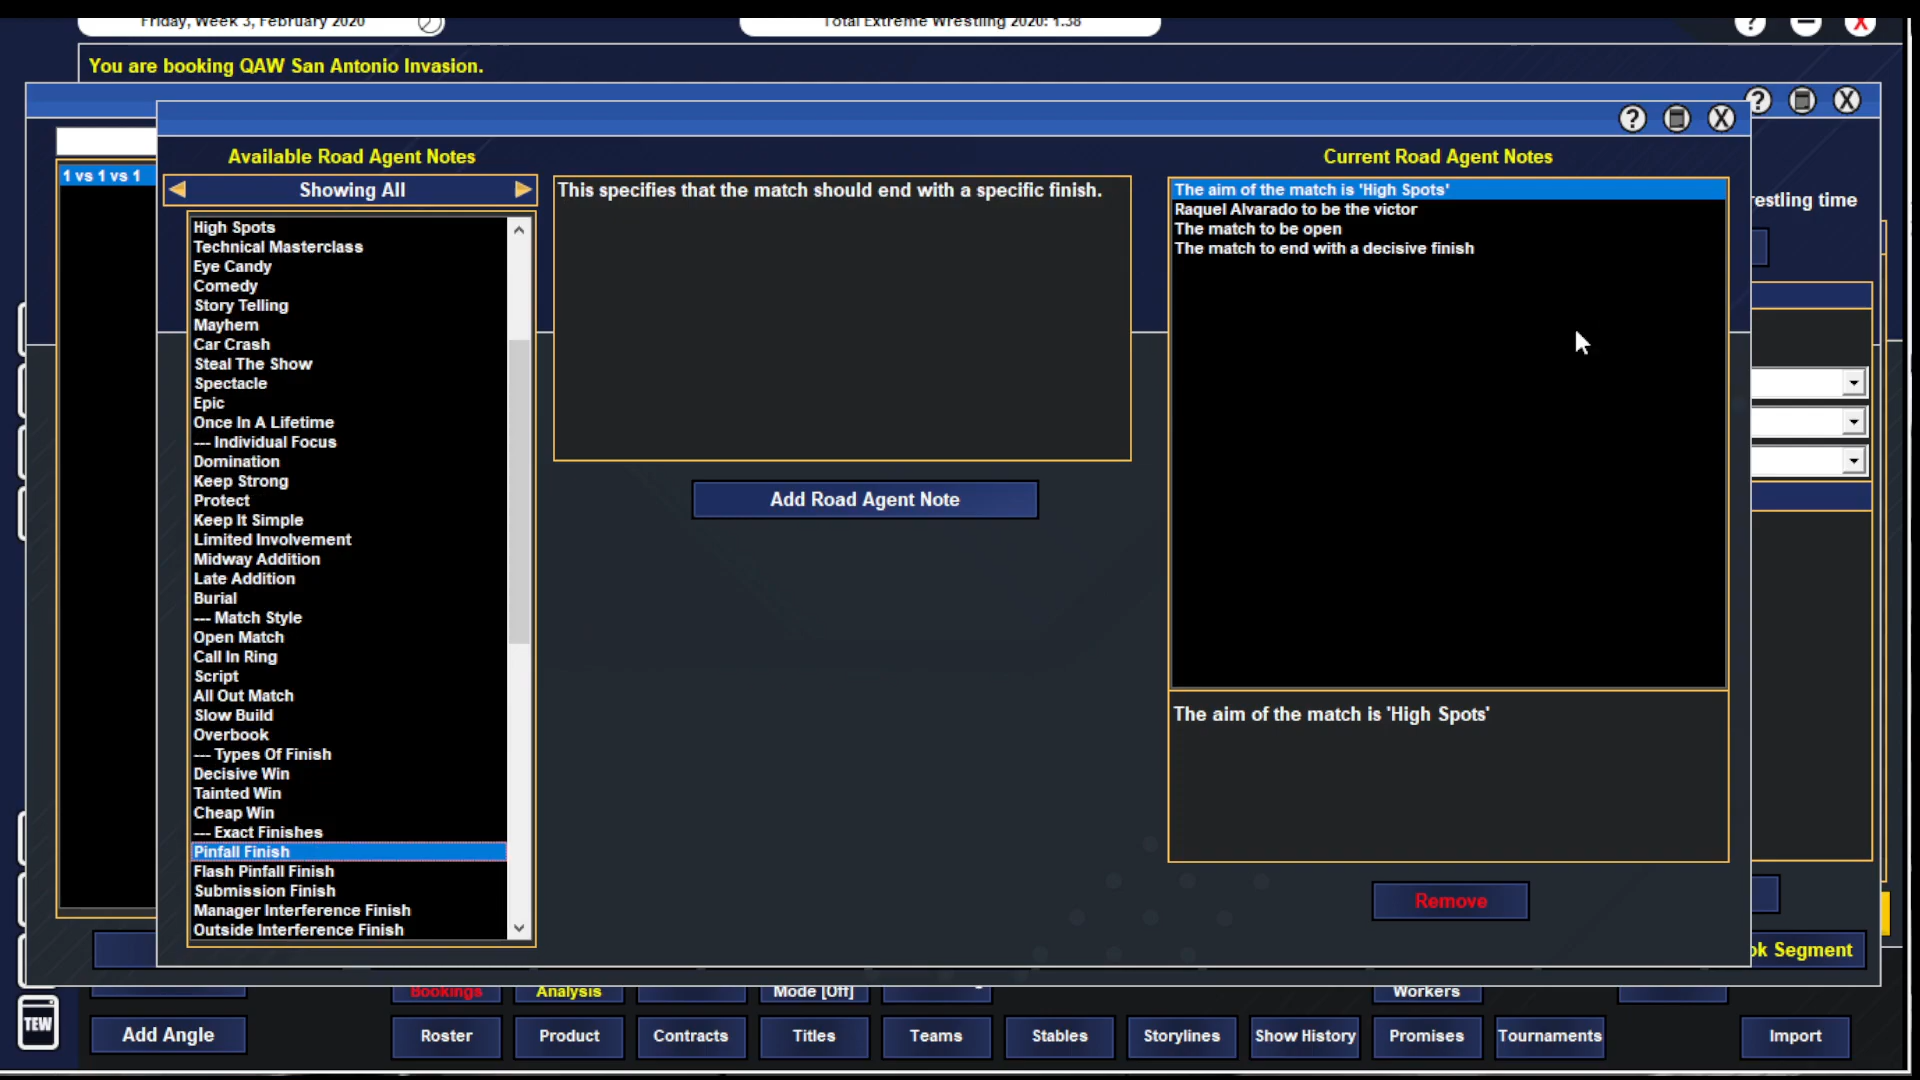 Friday, Week 3, February 2020
Total Extreme Wrestling 2020: 1.38
?
X
You are booking QAW San Antonio Invasion.
?
X
?
X
Available Road Agent Notes
Showing All
High Spots
Technical Masterclass
Eye Candy
Comedy
Story Telling
Mayhem
Car Crash
Steal The Show
Spectacle
Epic
Once In A Lifetime
--- Individual Focus
Domination
Keep Strong
Protect
Keep It Simple
Limited Involvement
Midway Addition
Late Addition
Burial
--- Match Style
Open Match
Call In Ring
Script
All Out Match
Slow Build
Overbook
--- Types Of Finish
Decisive Win
Tainted Win
Cheap Win
--- Exact Finishes
Pinfall Finish
Flash Pinfall Finish
Submission Finish
Manager Interference Finish
Outside Interference Finish
1 vs 1 vs 1
This specifies that the match should end with a specific finish.
Add Road Agent Note
Current Road Agent Notes
The aim of the match is 'High Spots'
Raquel Alvarado to be the victor
The match to be open
The match to end with a decisive finish
The aim of the match is 'High Spots'
Remove
restling time
ok Segment
Bookings
Analysis
Mode [Off]
Workers
TEW
Add Angle
Roster
Product
Contracts
Titles
Teams
Stables
Storylines
Show History
Promises
Tournaments
Import